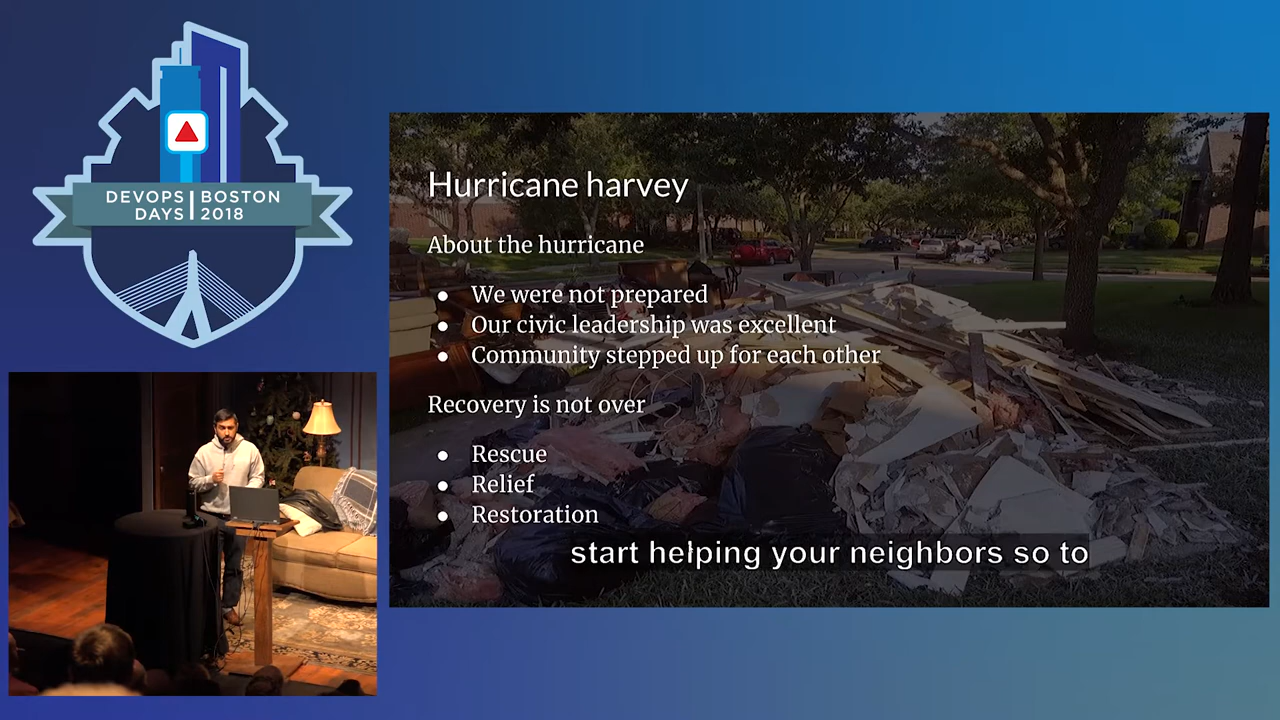 DEVOPS | BOSTON
DAYS | 2018
Hurricane harvey
About the hurricane
● We were not prepared
● Our civic leadership was excellent
● Community stepped up for each other
Recovery is not over
● Rescue
● Relief
● Restoration
start helping your neighbors so to